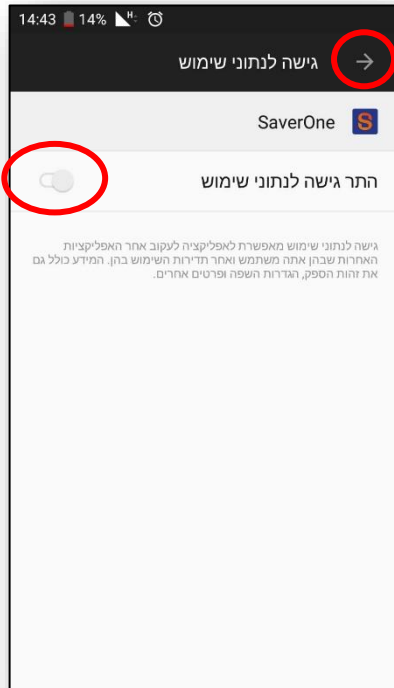 14:43 14% H
גישה לנתוני שימוש
SaverOne
התר גישה לנתוני שימוש
גישה לנתוני שימוש מאפשרת לאפליקציה לעקוב אחר האפליקציות
האחרות שבהן אתה משתמש ואחר תדירות השימוש בהן. המידע כולל גם
את זהות הספק, הגדרות השפה ופרטים אחרים.